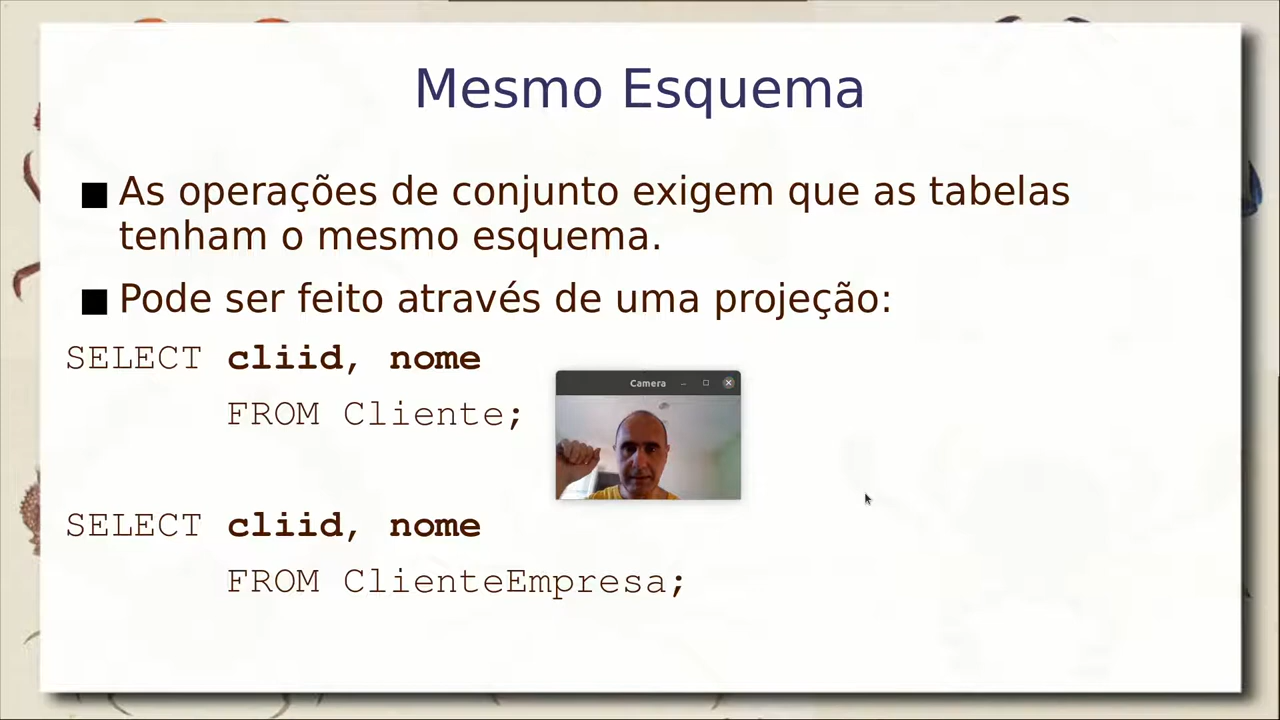 Mesmo Esquema
As operações de conjunto exigem que as tabelas
tenham o mesmo esquema.
Pode ser feito através de uma projeção:
SELECT cliid, nome
FROM Cliente;
Camera
SELECT cliid, nome
FROM ClienteEmpresa;